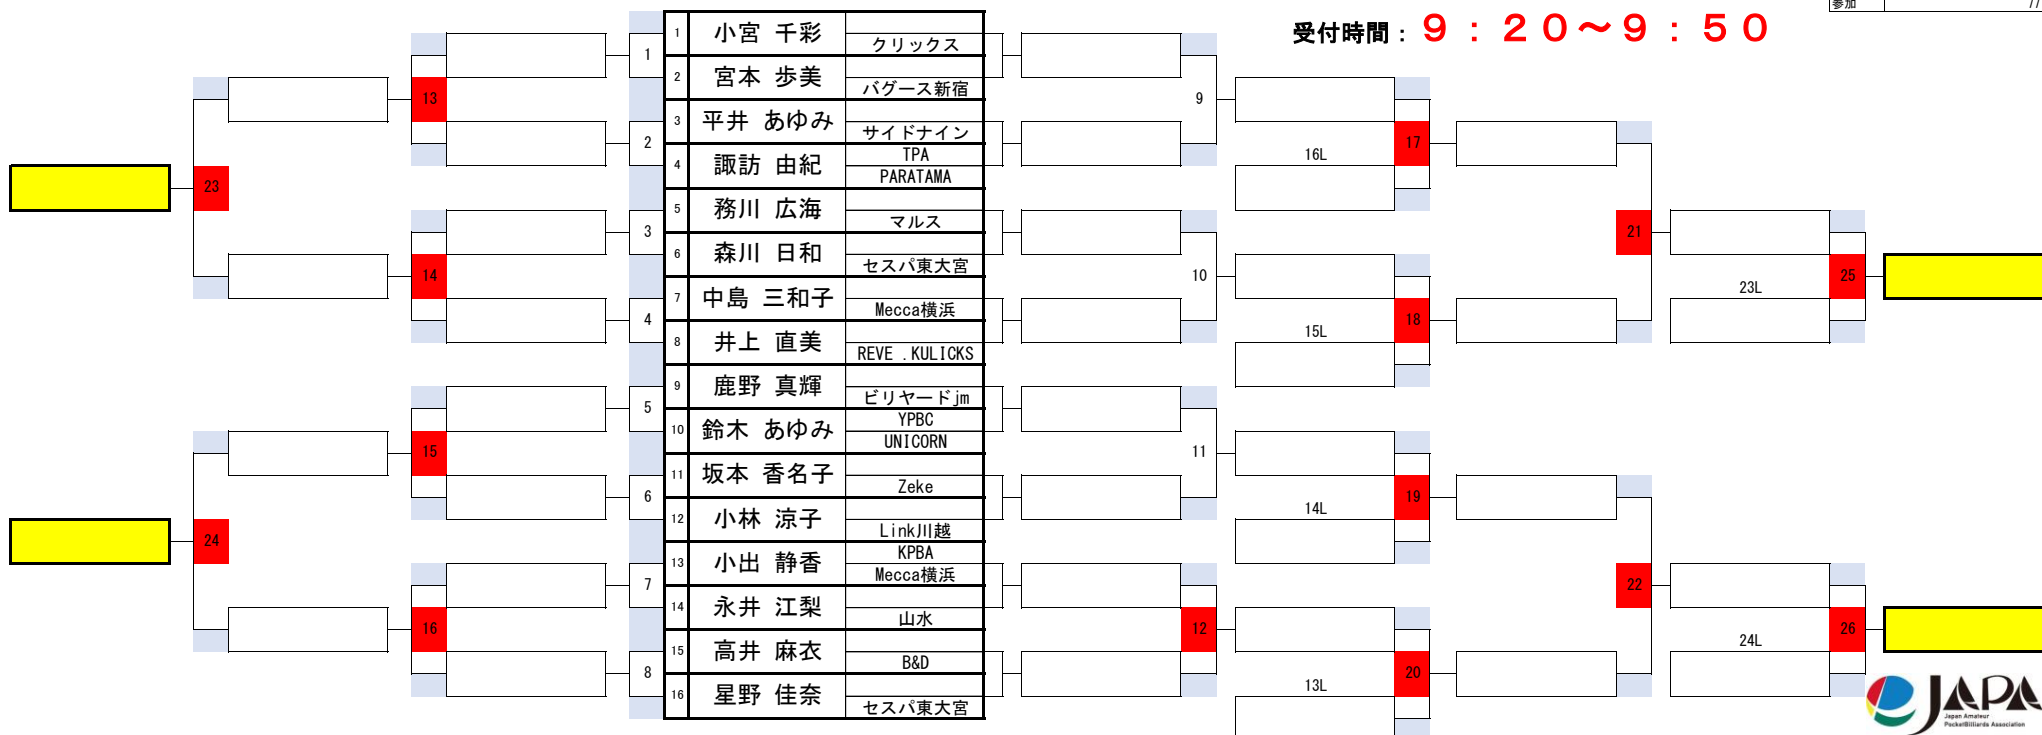 参加 77
受付時間：９：２０～９：５０
1 小宮 千彩 クリックス
2 宮本 歩美 バグース新宿
3 平井 あゆみ サイドナイン
4 諏訪 由紀 TPA PARATAMA
5 務川 広海 マルス
6 森川 日和 セスパ東大宮
7 中島 三和子 Mecca横浜
8 井上 直美 REVE．KULICKS
9 鹿野 真輝 ビリヤードjm
10 鈴木 あゆみ YPBC UNICORN
11 坂本 香名子 Zeke
12 小林 涼子 Link川越
13 小出 静香 KPBA Mecca横浜
14 永井 江梨 山水
15 高井 麻衣 B&D
16 星野 佳奈 セスパ東大宮
1
2
3
4
5
6
7
8
13
14
15
16
23
24
9
10
11
12
16L
15L
14L
13L
17
18
19
20
21
22
23L
24L
25
26
JAPA
Japan Amateur
PocketBilliards Association